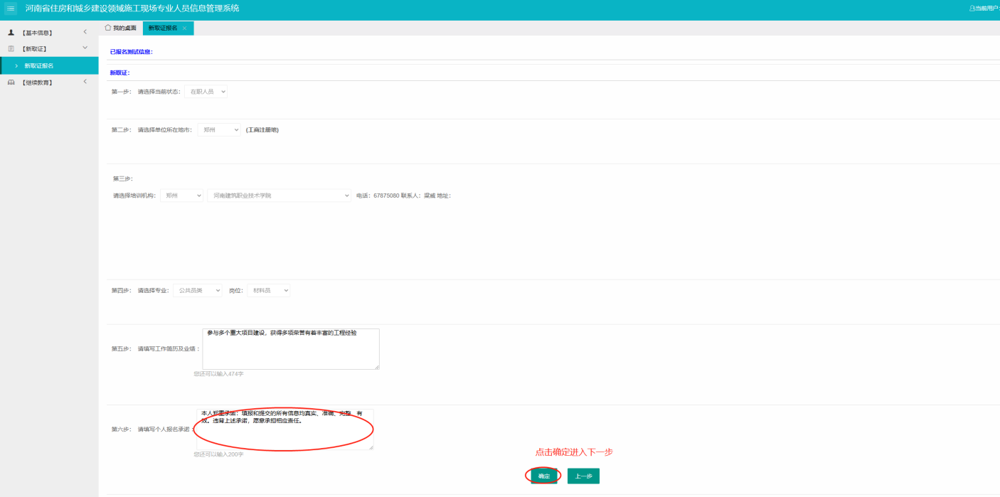 河南省住房和城乡建设领域施工现场专业人员信息管理系统
当前用户:
【基本信息】
我的桌面 新取证报名
【新取证】
新取证报名
【继续教育】
已报名测试信息:
新取证:
第一步: 请选择当前状态: 在职人员
第二步: 请选择单位所在地市: 郑州 (工商注册地)
第三步:
请选择培训机构: 郑州 河南建筑职业技术学院 电话: 67875080 联系人: 梁威 地址:
第四步: 请选择专业: 公共员类 岗位: 材料员
参与多个重大项目建设, 获得多项荣誉有着丰富的工程经验
第五步: 请填写工作简历及业绩:
您还可以输入474字
本人郑重承诺: 填报和提交的所有信息均真实、准确、完整、有
效。违背上述承诺, 愿意承担相应责任。
第六步: 请填写个人报名承诺:
您还可以输入200字
点击确定进入下一步
确定 上一步